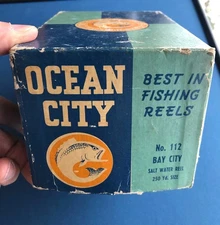 OCEAN
CITY
BEST IN
FISHING
REELS
No. 112
BAY CITY
SALT WATER REEL
250 YD. SIZE